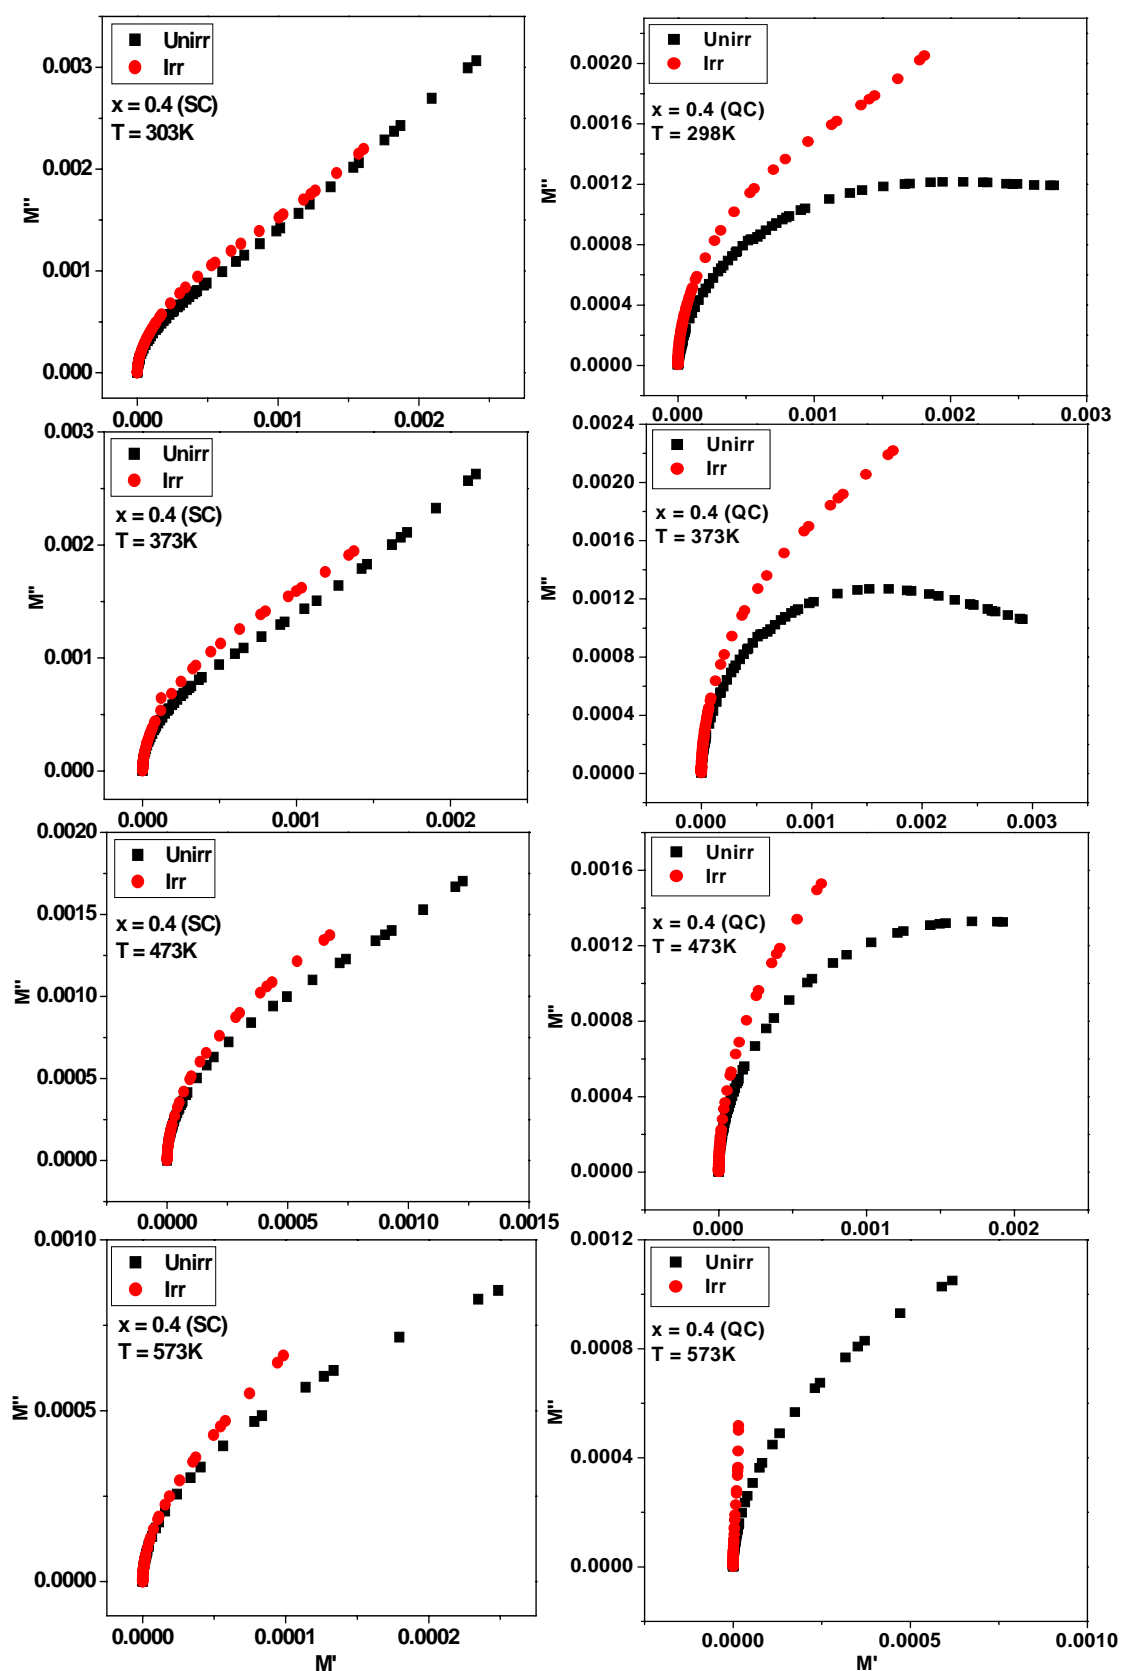 Unirr
Irr
x = 0.4 (SC)
T = 303K
0.003
0.002
0.001
0.000
M''
0.000 0.001 0.002
Unirr
Irr
x = 0.4 (QC)
T = 298K
0.0020
0.0016
0.0012
0.0008
0.0004
0.0000
M''
0.000 0.001 0.002 0.003
Unirr
Irr
x = 0.4 (SC)
T = 373K
0.003
0.002
0.001
0.000
M''
0.000 0.001 0.002
Unirr
Irr
x = 0.4 (QC)
T = 373K
0.0024
0.0020
0.0016
0.0012
0.0008
0.0004
0.0000
M''
0.000 0.001 0.002 0.003
Unirr
Irr
x = 0.4 (SC)
T = 473K
0.0020
0.0015
0.0010
0.0005
0.0000
M''
0.0000 0.0005 0.0010 0.0015
Unirr
Irr
x = 0.4 (QC)
T = 473K
0.0016
0.0012
0.0008
0.0004
0.0000
M''
0.000 0.001 0.002
Unirr
Irr
x = 0.4 (SC)
T = 573K
0.0010
0.0005
0.0000
M''
0.0000 0.0001 0.0002
M'
Unirr
Irr
x = 0.4 (QC)
T = 573K
0.0012
0.0008
0.0004
0.0000
M''
0.0000 0.0005 0.0010
M'